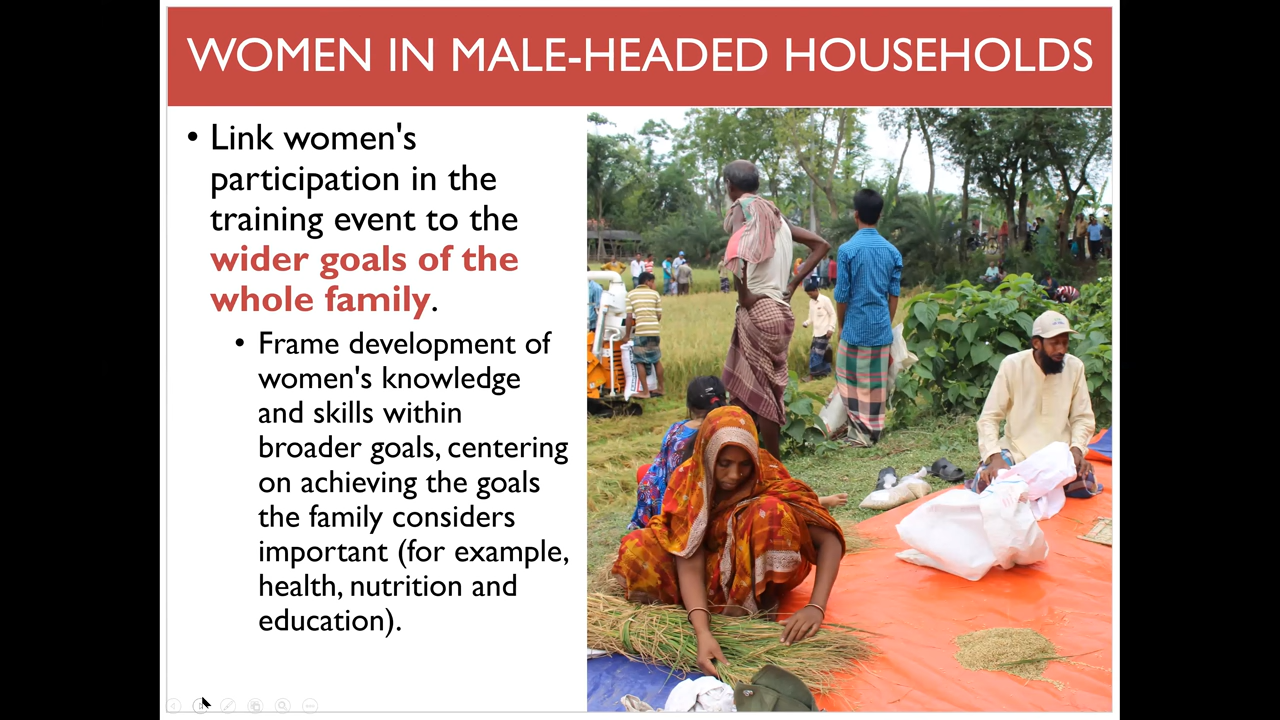 WOMEN IN MALE-HEADED HOUSEHOLDS
• Link women's
participation in the
training event to the
wider goals of the
whole family.
• Frame development of
women's knowledge
and skills within
broader goals, centering
on achieving the goals
the family considers
important (for example,
health, nutrition and
education).